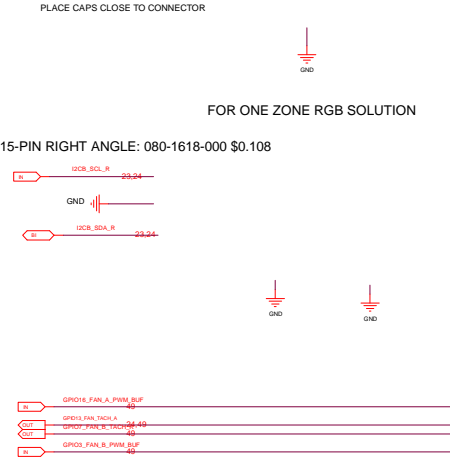 PLACE CAPS CLOSE TO CONNECTOR
GND
FOR ONE ZONE RGB SOLUTION
15-PIN RIGHT ANGLE: 080-1618-000 $0.108
IN I2CB_SCL_R 23,24
GND
BI I2CB_SDA_R 23,24
GND GND
IN GPIO16_FAN_A_PWM_BUF 49
OUT GPIO13_FAN_TACH_A 24,49
OUT GPIO7_FAN_B_TACH 49
IN GPIO3_FAN_B_PWM_BUF 49